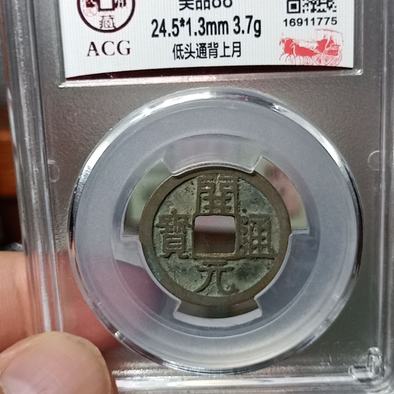 美品88
16911775
24.5*1.3mm 3.7g
ACG
低头通背上月
開
寶 通
元